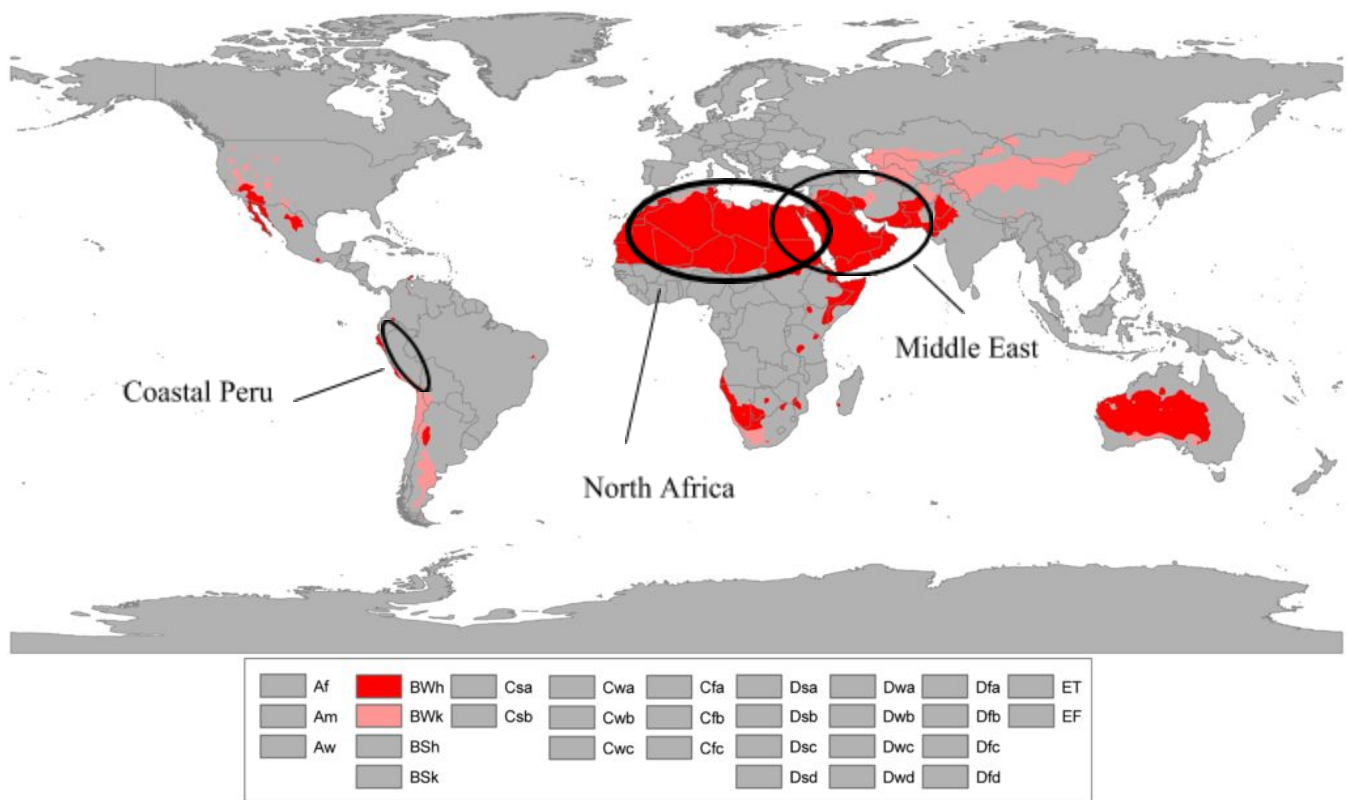 Middle East
Coastal Peru
North Africa
Af BWh Csa Cwa Cfa Dsa Dwa Dfa ET
Am BWk Csb Cwb Cfb Dsb Dwb Dfb EF
Aw BSh Cwc Cfc Dsc Dwc Dfc
BSk Dsd Dwd Dfd